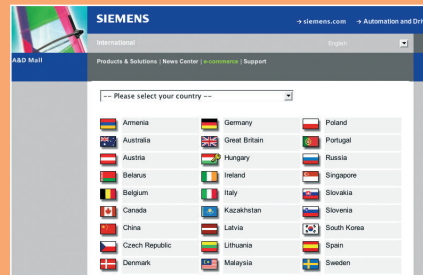 SIEMENS
→ siemens.com → Automation and Dri
International English
A&D Mall
Products & Solutions | News Center | e-commerce | Support
-- Please select your country --
Armenia Germany Poland
Australia Great Britain Portugal
Austria Hungary Russia
Belarus Ireland Singapore
Belgium Italy Slovakia
Canada Kazakhstan Slovenia
China Latvia South Korea
Czech Republic Lithuania Spain
Denmark Malaysia Sweden